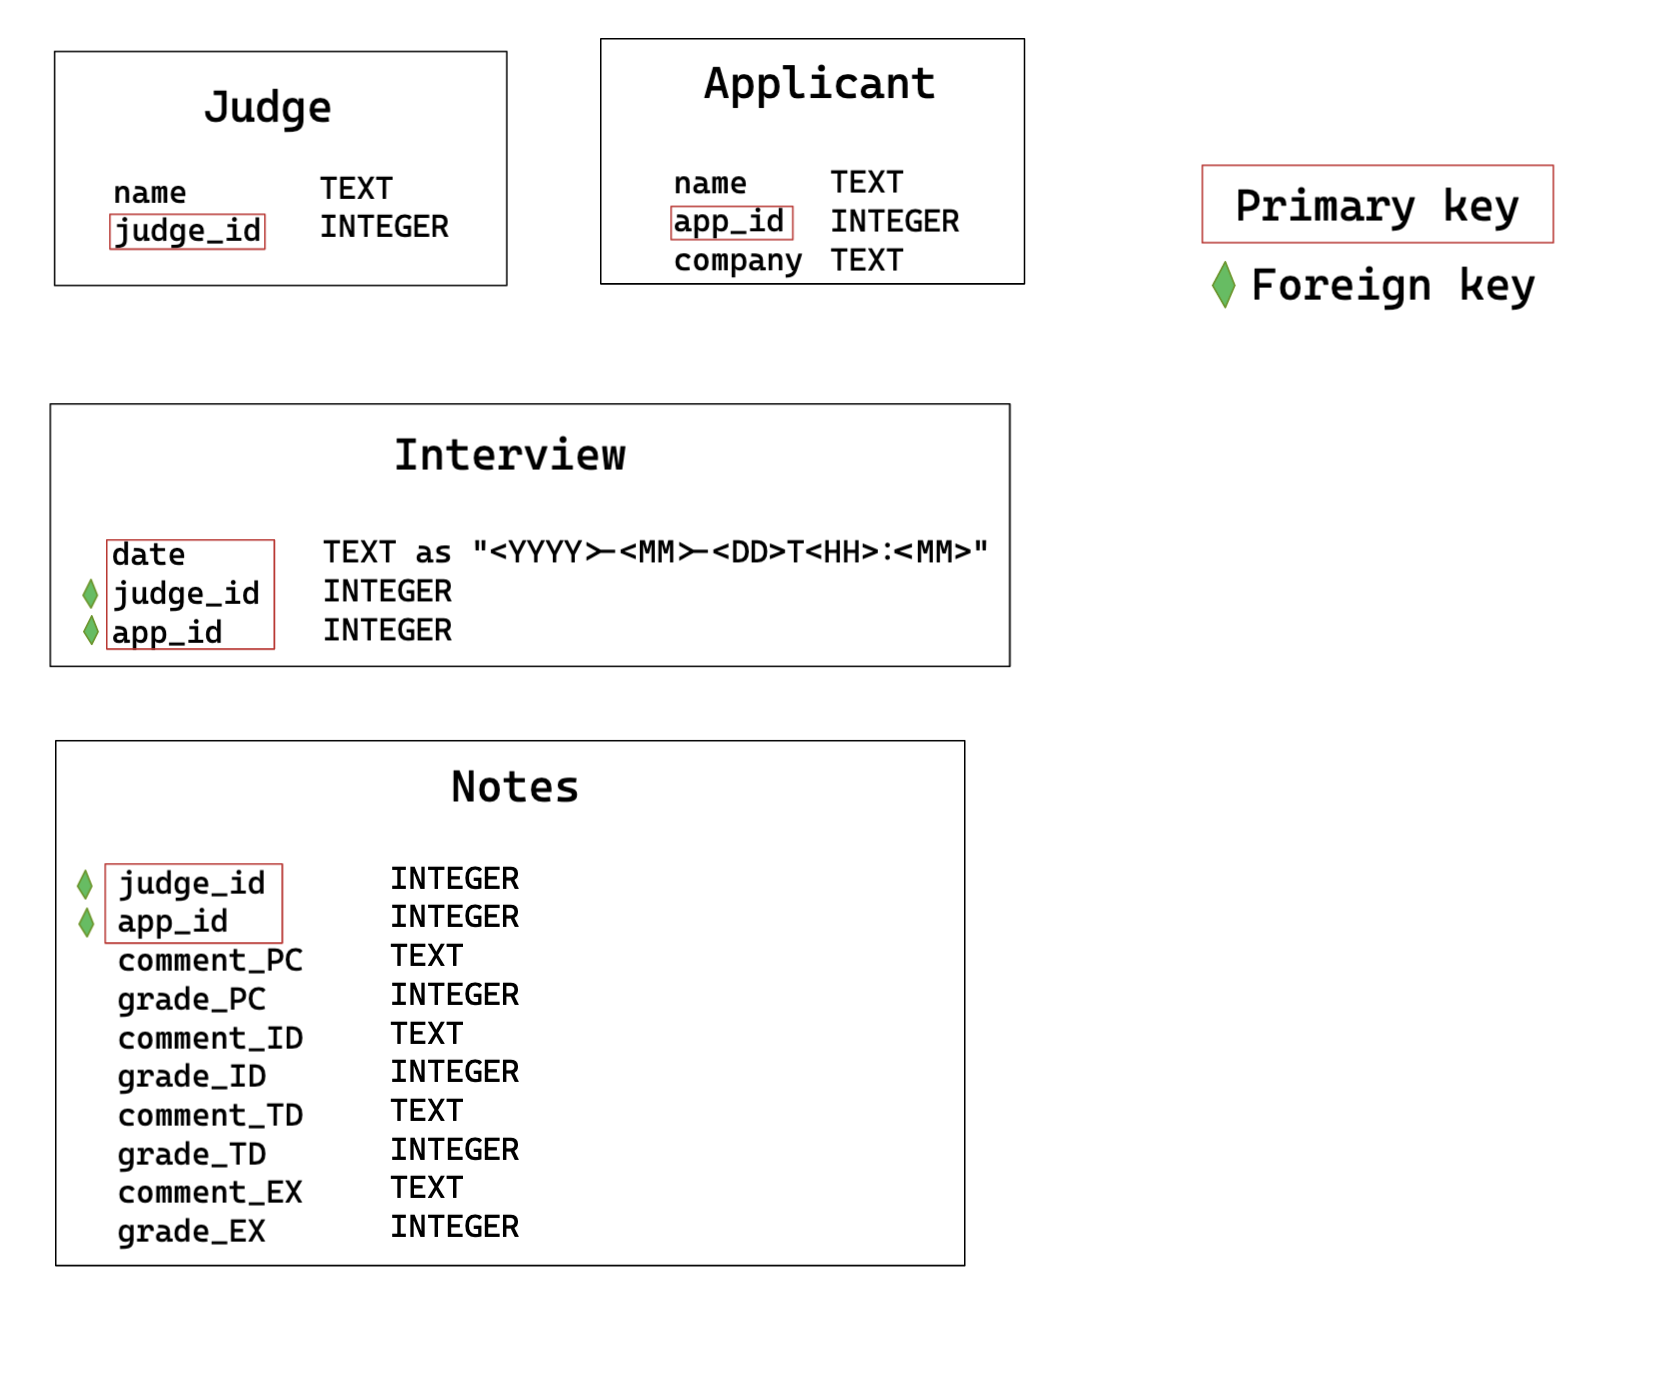 Judge
name TEXT
judge_id INTEGER
Applicant
name TEXT
app_id INTEGER
company TEXT
Primary key
Foreign key
Interview
date TEXT as "<YYYY>-<MM>-<DD>T<HH>:<MM>"
judge_id INTEGER
app_id INTEGER
Notes
judge_id INTEGER
app_id INTEGER
comment_PC TEXT
grade_PC INTEGER
comment_ID TEXT
grade_ID INTEGER
comment_TD TEXT
grade_TD INTEGER
comment_EX TEXT
grade_EX INTEGER